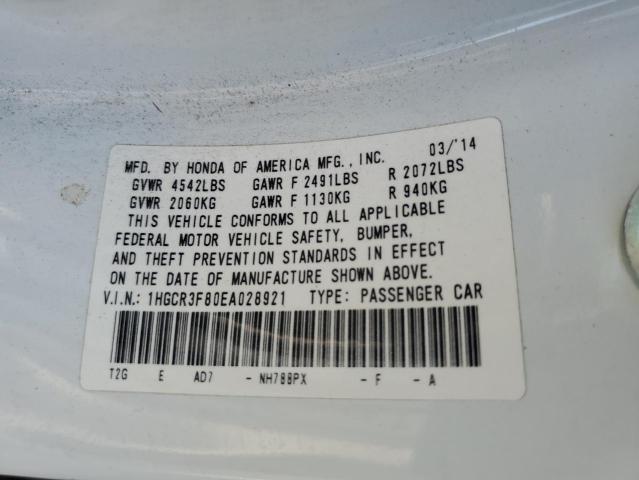 MFD. BY HONDA OF AMERICA MFG., INC. 03/'14
GVWR 4542LBS GAWR F 2491LBS R 2072LBS
GVWR 2060KG GAWR F 1130KG R 940KG
THIS VEHICLE CONFORMS TO ALL APPLICABLE
FEDERAL MOTOR VEHICLE SAFETY, BUMPER,
AND THEFT PREVENTION STANDARDS IN EFFECT
ON THE DATE OF MANUFACTURE SHOWN ABOVE.
V.I.N.: 1HGCR3F80EA028921 TYPE: PASSENGER CAR
T2G E AD7 - NH788PX - F - A